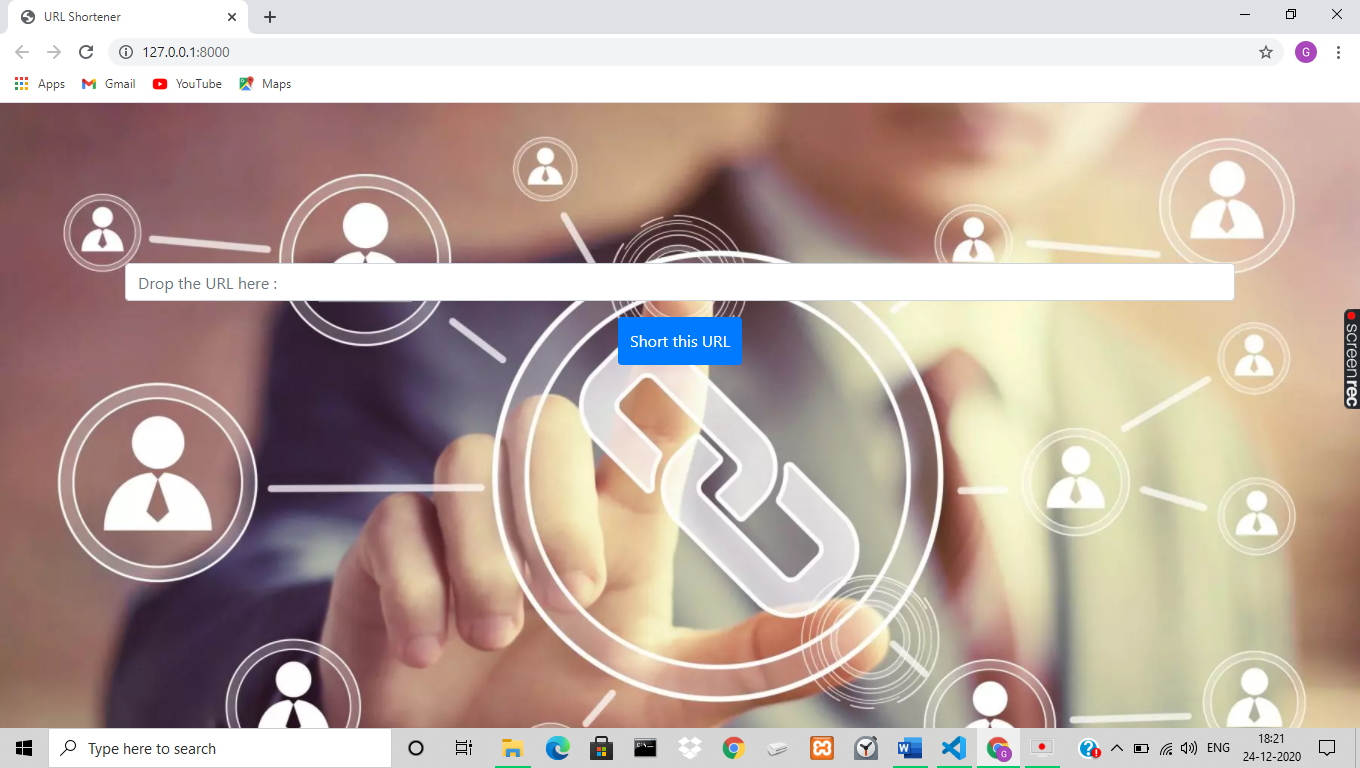 URL Shortener
127.0.0.1:8000
G
Apps Gmail YouTube Maps
Drop the URL here :
Short this URL
screenrec
Type here to search
G
ENG
18:21
24-12-2020